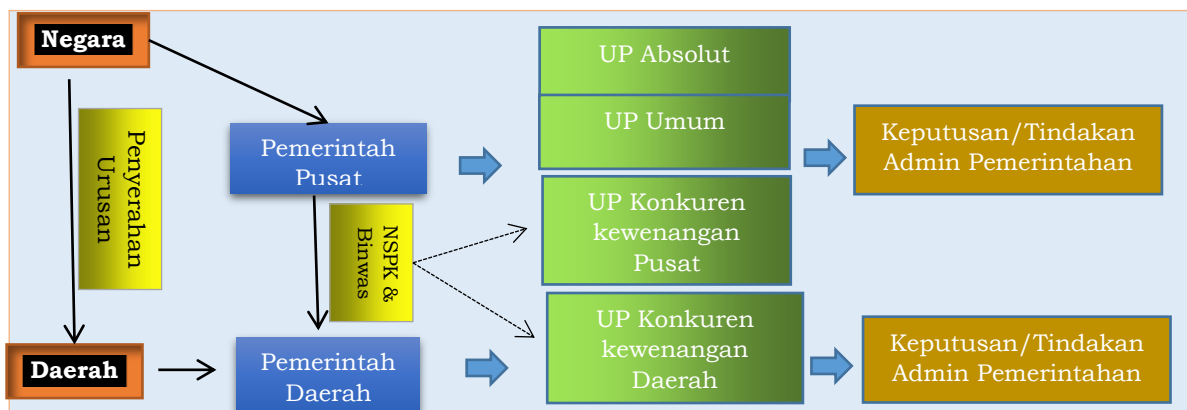 Negara
UP Absolut
UP Umum
Penyerahan
Urusan
Pemerintah
Pusat
Keputusan/Tindakan
Admin Pemerintahan
NSPK &
Binwas
UP Konkuren
kewenangan
Pusat
Daerah
Pemerintah
Daerah
UP Konkuren
kewenangan
Daerah
Keputusan/Tindakan
Admin Pemerintahan